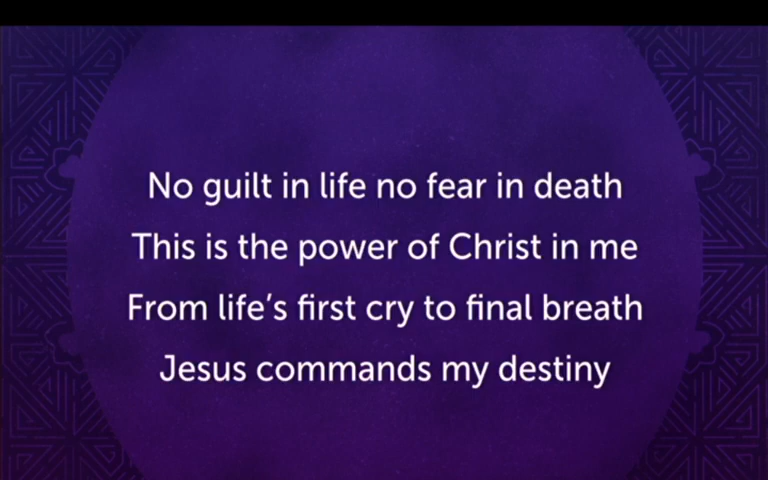 No guilt in life no fear in death
This is the power of Christ in me
From life's first cry to final breath
Jesus commands my destiny